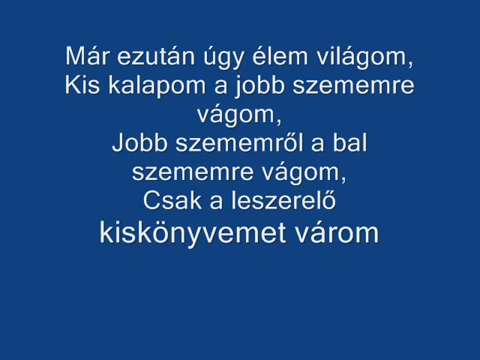 Már ezután úgy élem világom,
Kis kalapom a jobb szememre
vágom,
Jobb szememről a bal
szememre vágom,
Csak a leszerelő
kiskönyvemet várom